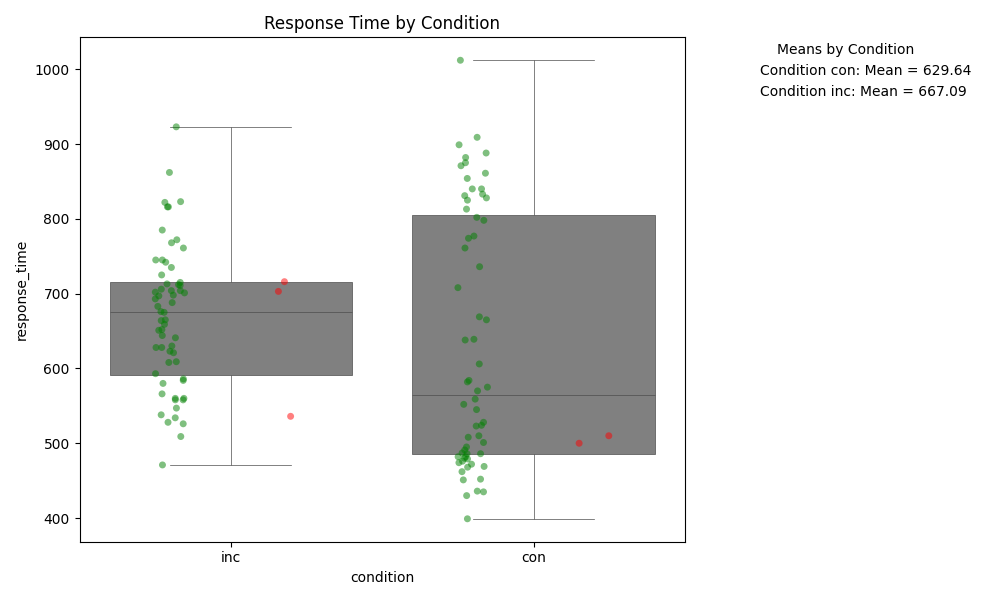 Response Time by Condition
Means by Condition
Condition con: Mean = 629.64
Condition inc: Mean = 667.09
1000
900
800
700
600
500
400
response_time
inc con
condition